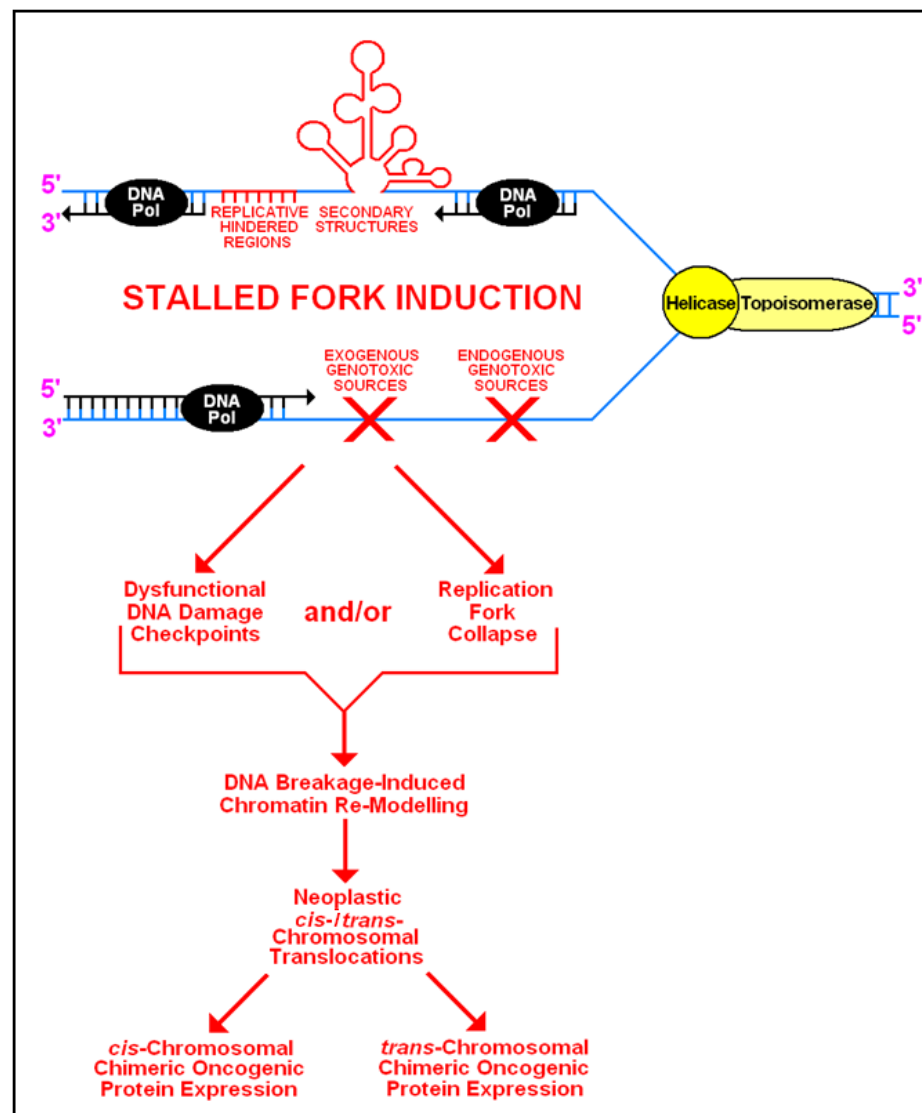 5'
3'
DNA
Pol
REPLICATIVE
HINDERED
REGIONS
SECONDARY
STRUCTURES
DNA
Pol
STALLED FORK INDUCTION
Helicase
Topoisomerase
3'
5'
EXOGENOUS
GENOTOXIC
SOURCES
ENDOGENOUS
GENOTOXIC
SOURCES
5'
3'
DNA
Pol
Dysfunctional
DNA Damage
Checkpoints
and/or
Replication
Fork
Collapse
DNA Breakage-Induced
Chromatin Re-Modelling
Neoplastic
cis-/trans-
Chromosomal
Translocations
cis-Chromosomal
Chimeric Oncogenic
Protein Expression
trans-Chromosomal
Chimeric Oncogenic
Protein Expression